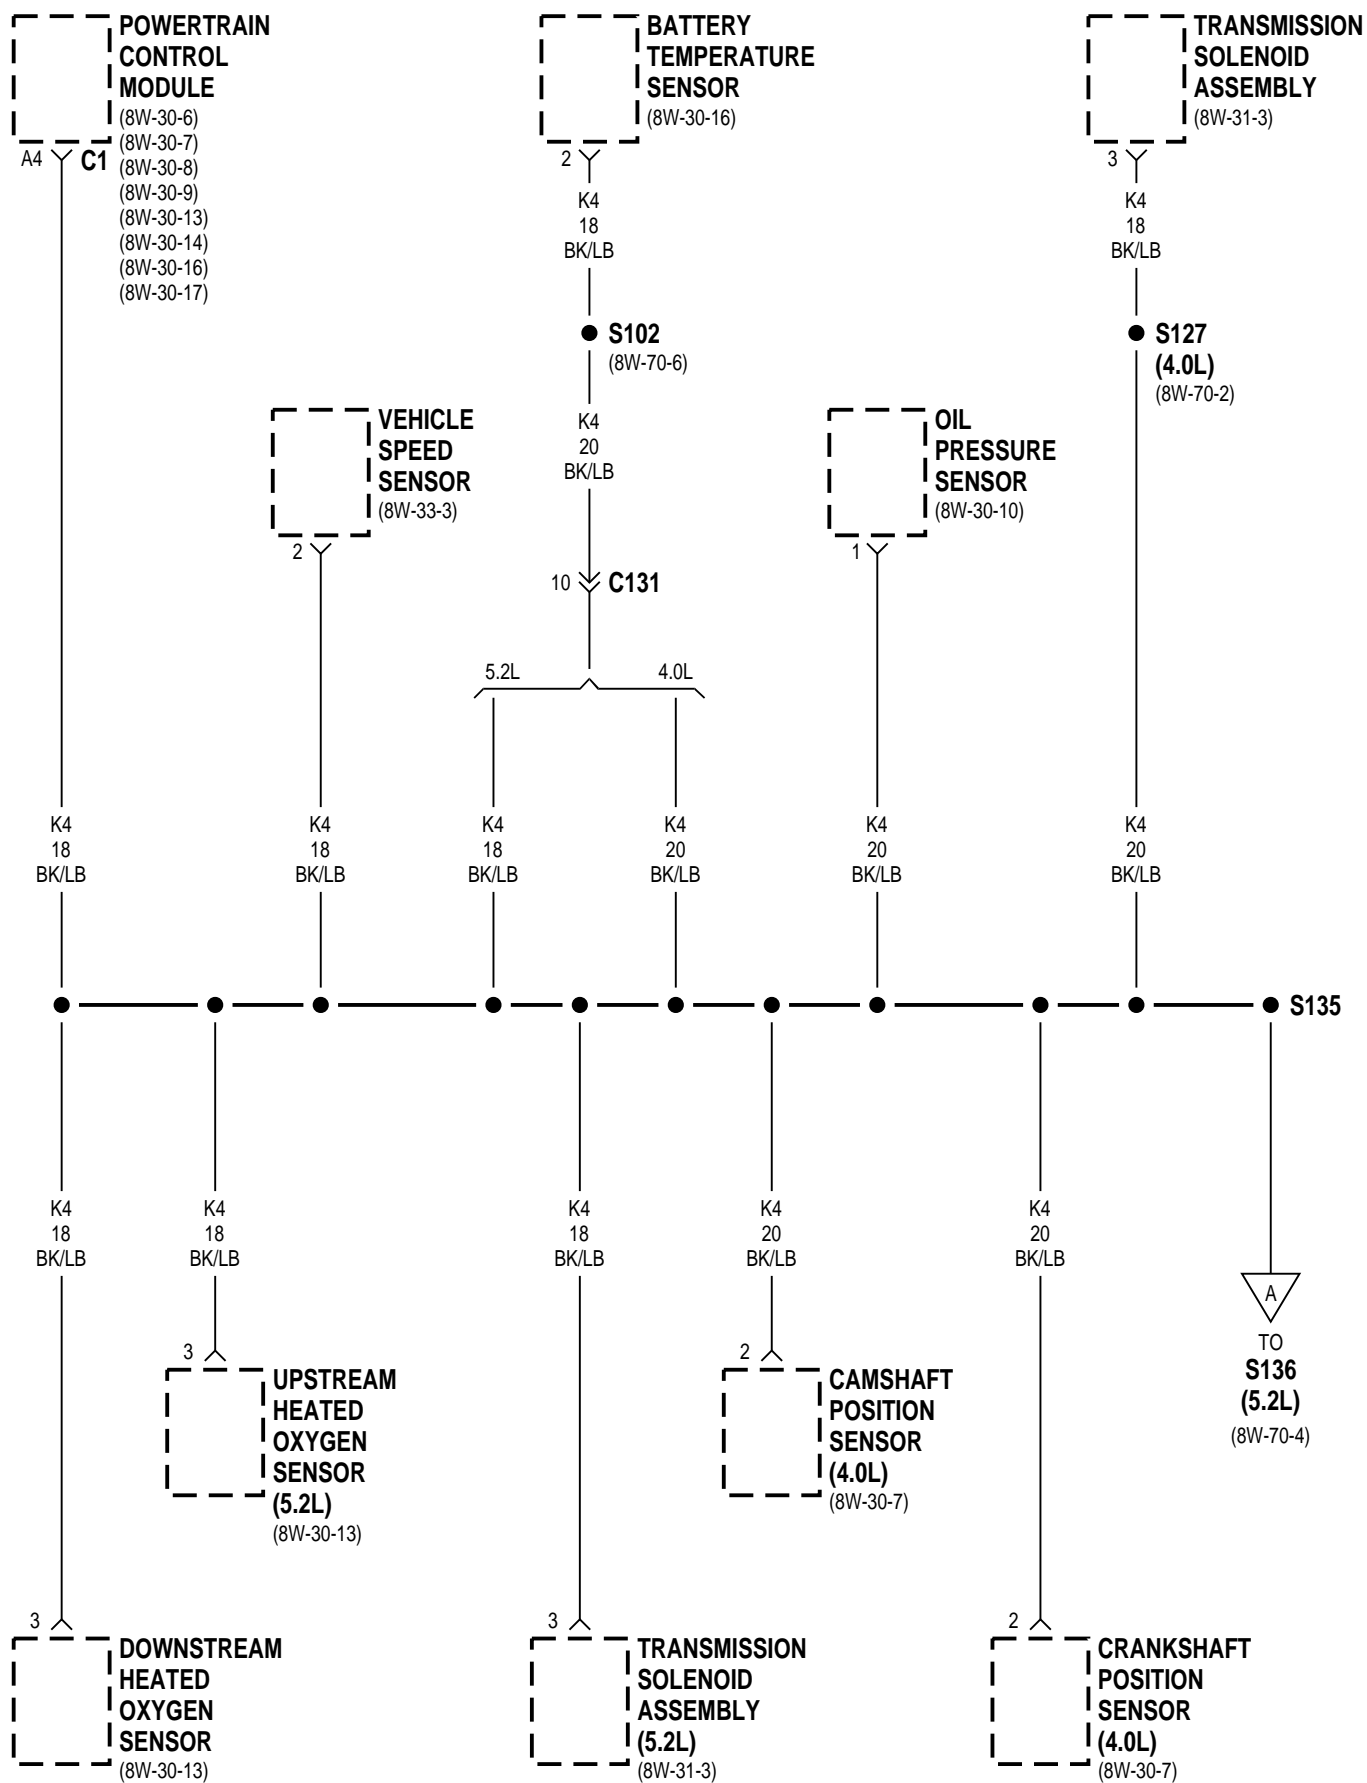 POWERTRAIN
CONTROL
MODULE
(8W-30-6)
(8W-30-7)
(8W-30-8)
(8W-30-9)
(8W-30-13)
(8W-30-14)
(8W-30-16)
(8W-30-17)
A4
C1
BATTERY
TEMPERATURE
SENSOR
(8W-30-16)
2
K4
18
BK/LB
S102
(8W-70-6)
K4
20
BK/LB
10
C131
5.2L
4.0L
TRANSMISSION
SOLENOID
ASSEMBLY
(8W-31-3)
3
K4
18
BK/LB
S127
(4.0L)
(8W-70-2)
VEHICLE
SPEED
SENSOR
(8W-33-3)
2
OIL
PRESSURE
SENSOR
(8W-30-10)
1
K4
18
BK/LB
K4
18
BK/LB
K4
18
BK/LB
K4
20
BK/LB
K4
20
BK/LB
K4
20
BK/LB
S135
K4
18
BK/LB
K4
18
BK/LB
K4
18
BK/LB
K4
20
BK/LB
K4
20
BK/LB
A
TO
S136
(5.2L)
(8W-70-4)
3
UPSTREAM
HEATED
OXYGEN
SENSOR
(5.2L)
(8W-30-13)
2
CAMSHAFT
POSITION
SENSOR
(4.0L)
(8W-30-7)
3
DOWNSTREAM
HEATED
OXYGEN
SENSOR
(8W-30-13)
3
TRANSMISSION
SOLENOID
ASSEMBLY
(5.2L)
(8W-31-3)
2
CRANKSHAFT
POSITION
SENSOR
(4.0L)
(8W-30-7)